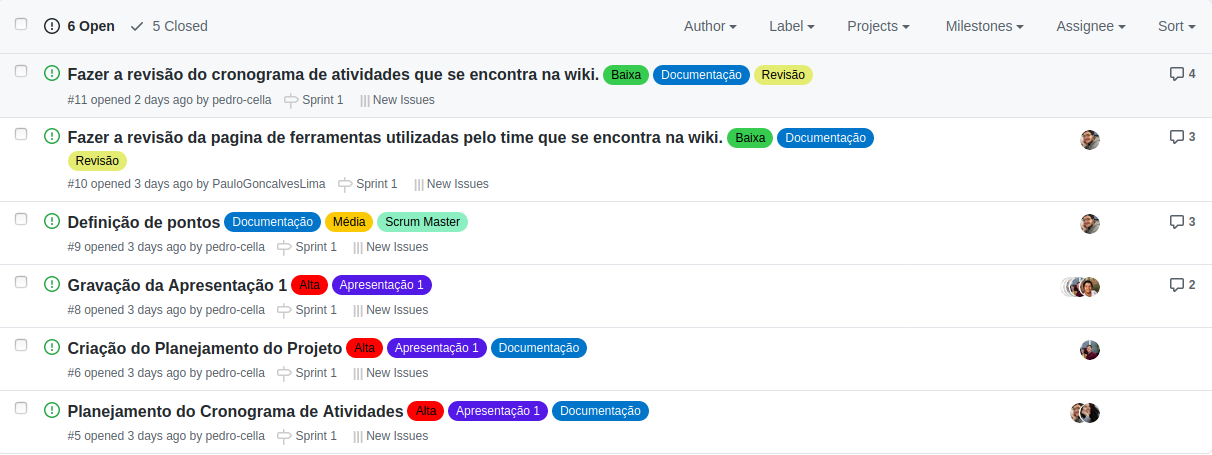 6 Open 5 Closed Author Label Projects Milestones Assignee Sort
Fazer a revisão do cronograma de atividades que se encontra na wiki. Baixa Documentação Revisão 4
#11 opened 2 days ago by pedro-cella Sprint 1 New Issues
Fazer a revisão da pagina de ferramentas utilizadas pelo time que se encontra na wiki. Baixa Documentação 3
Revisão
#10 opened 3 days ago by PauloGoncalvesLima Sprint 1 New Issues
Definição de pontos Documentação Média Scrum Master 3
#9 opened 3 days ago by pedro-cella Sprint 1 New Issues
Gravação da Apresentação 1 Alta Apresentação 1 2
#8 opened 3 days ago by pedro-cella Sprint 1 New Issues
Criação do Planejamento do Projeto Alta Apresentação 1 Documentação
#6 opened 3 days ago by pedro-cella Sprint 1 New Issues
Planejamento do Cronograma de Atividades Alta Apresentação 1 Documentação
#5 opened 3 days ago by pedro-cella Sprint 1 New Issues